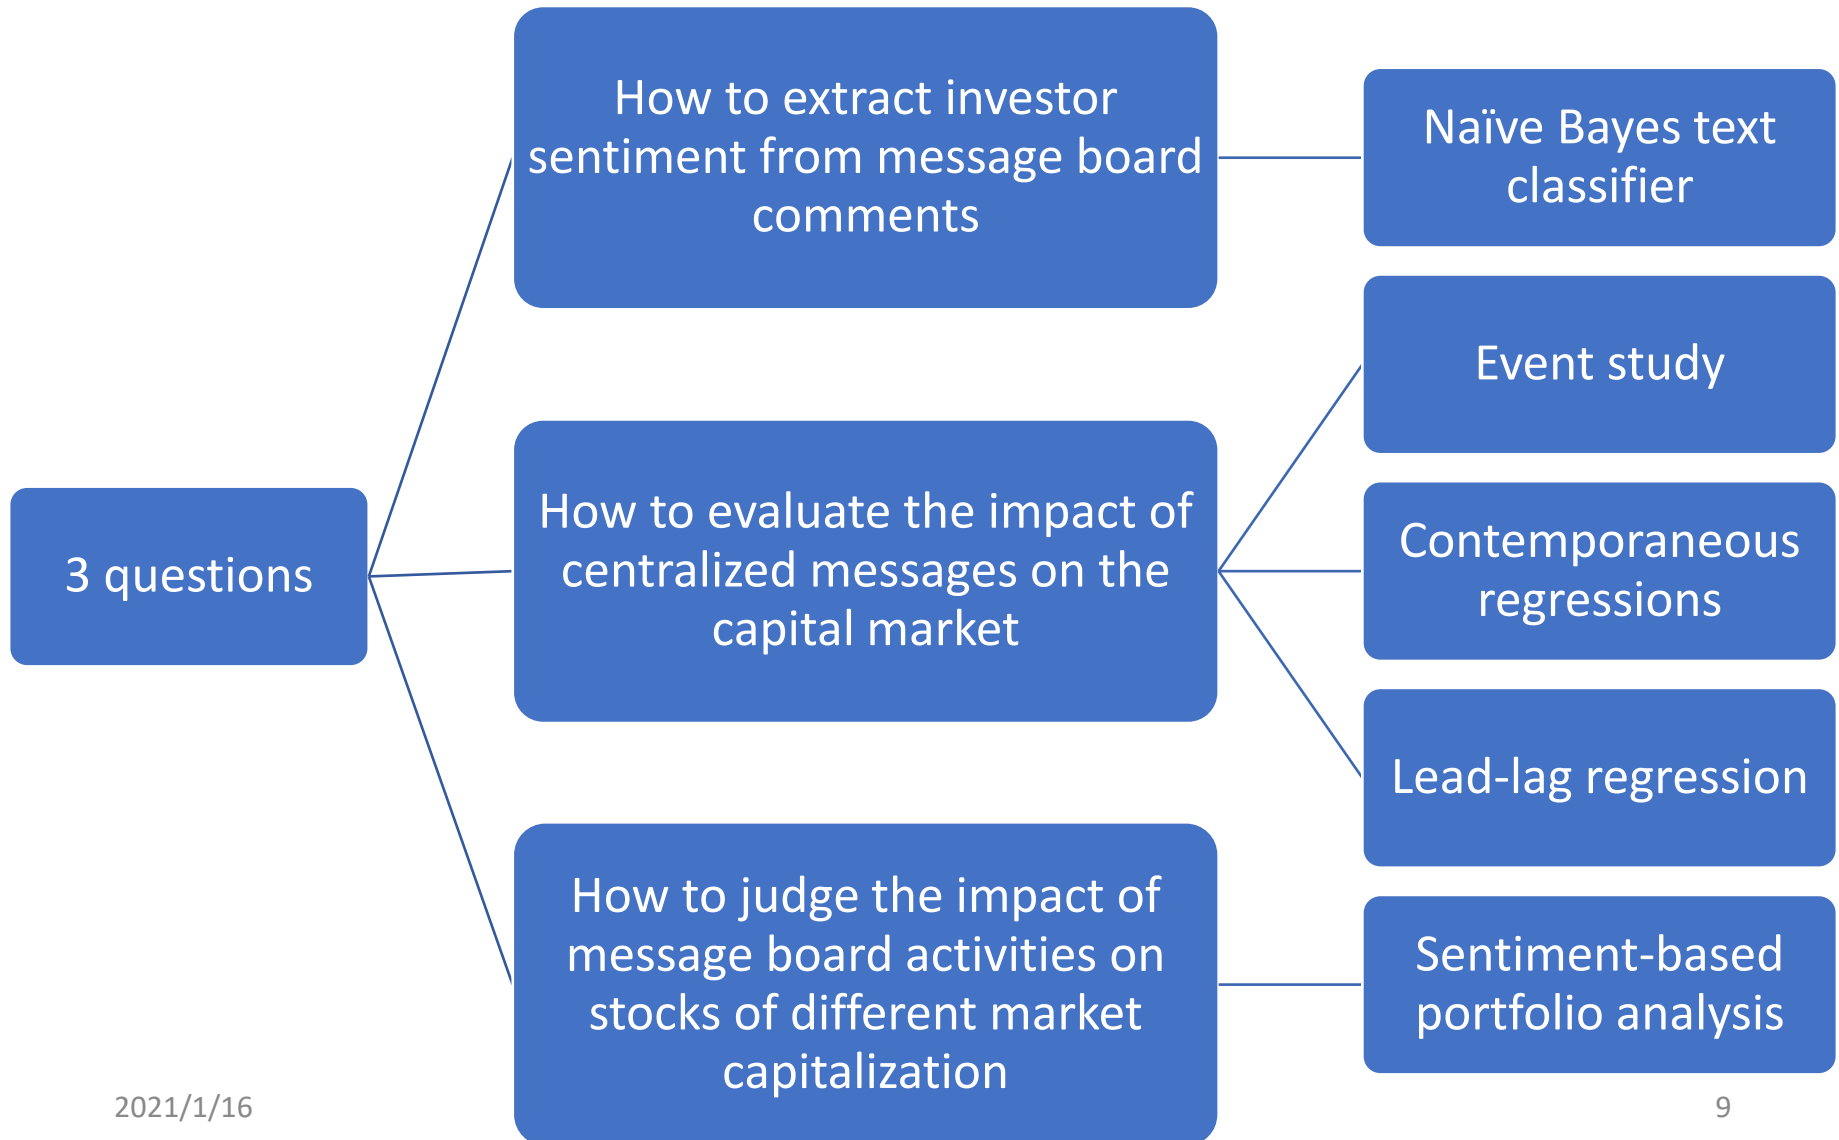 3 questions
How to extract investor
sentiment from message board
comments
Naïve Bayes text
classifier
How to evaluate the impact of
centralized messages on the
capital market
Event study
Contemporaneous
regressions
Lead-lag regression
How to judge the impact of
message board activities on
stocks of different market
capitalization
Sentiment-based
portfolio analysis
2021/1/16
9